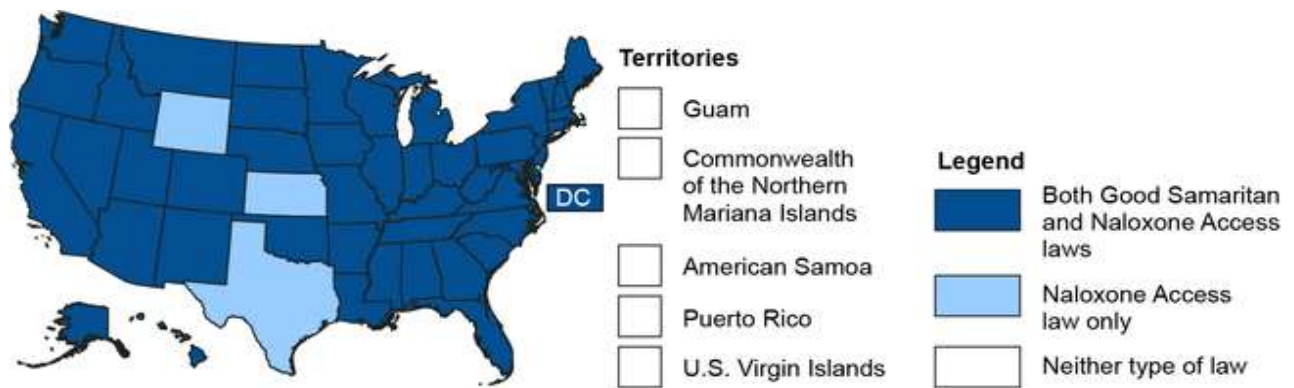 DC
Territories
Guam
Commonwealth
of the Northern
Mariana Islands
American Samoa
Puerto Rico
U.S. Virgin Islands
Legend
Both Good Samaritan
and Naloxone Access
laws
Naloxone Access
law only
Neither type of law